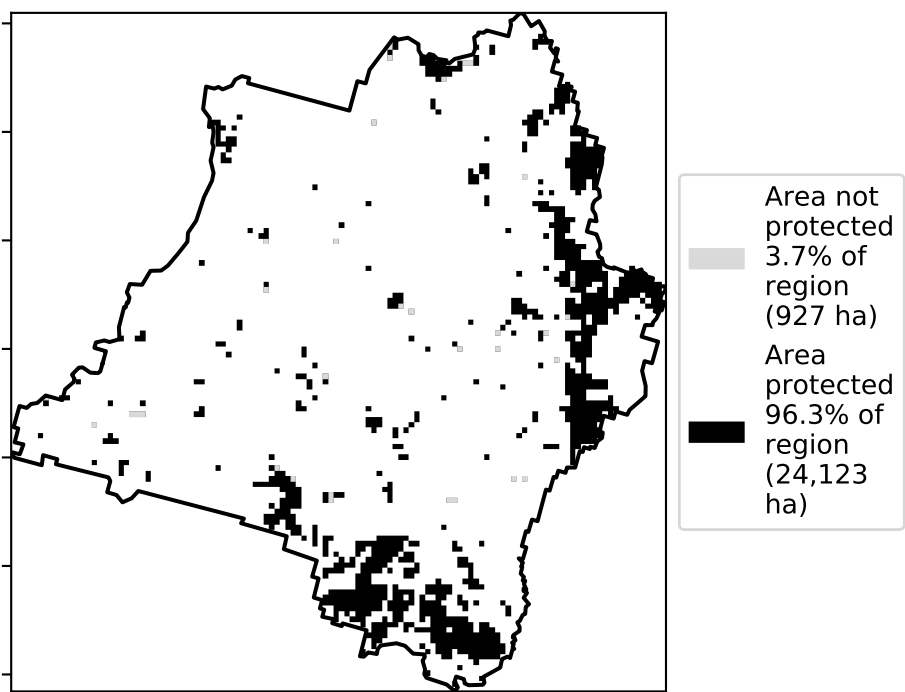 Area not
protected
3.7% of
region
(927 ha)
Area
protected
96.3% of
region
(24,123
ha)